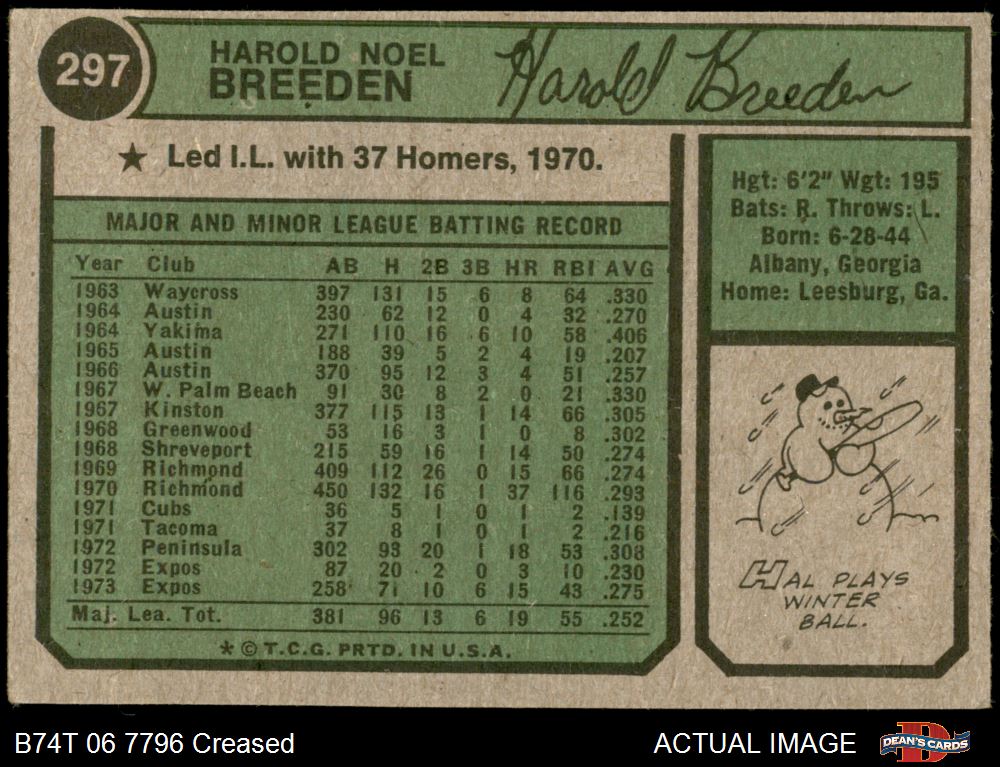 297
HAROLD NOEL
BREEDEN
Harold Breeden
★ Led I.L. with 37 Homers, 1970.
MAJOR AND MINOR LEAGUE BATTING RECORD
Year Club AB H 2B 3B HR RBI AVG
1963 Waycross 397 131 15 6 8 64 .330
1964 Austin 230 62 12 0 4 32 .270
1964 Yakima 271 110 16 6 10 58 .406
1965 Austin 188 39 5 2 4 19 .207
1966 Austin 370 95 12 3 4 51 .257
1967 W. Palm Beach 91 30 8 2 0 21 .330
1967 Kinston 377 115 13 1 14 66 .305
1968 Greenwood 53 16 3 1 0 8 .302
1968 Shreveport 215 59 16 1 14 50 .274
1969 Richmond 409 112 26 0 15 66 .274
1970 Richmond 450 132 16 1 37 116 .293
1971 Cubs 36 5 1 0 1 2 .139
1971 Tacoma 37 8 1 0 1 2 .216
1972 Peninsula 302 93 20 1 18 53 .308
1972 Expos 87 20 2 0 3 10 .230
1973 Expos 258 71 10 6 15 43 .275
Maj. Lea. Tot. 381 96 13 6 19 55 .252
* © T.C.G. PRTD. IN U.S.A.
Hgt: 6'2" Wgt: 195
Bats: R. Throws: L.
Born: 6-28-44
Albany, Georgia
Home: Leesburg, Ga.
HAL PLAYS
WINTER
BALL.
B74T 06 7796 Creased
ACTUAL IMAGE
D
DEAN'S CARDS